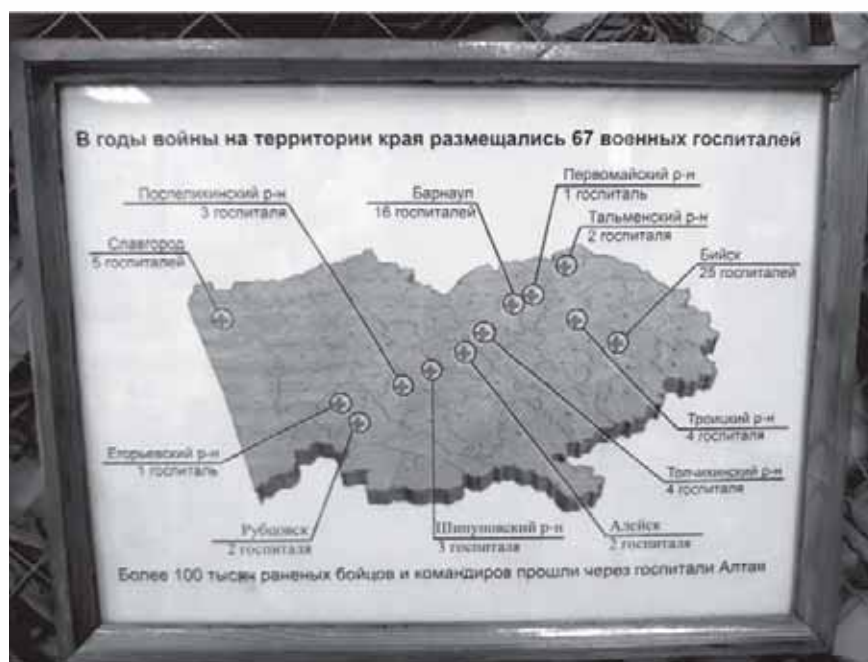 В годы войны на территории края размещались 67 военных госпиталей
Поспелихинский р-н
3 госпиталя
Барнаул
16 госпиталей
Первомайский р-н
1 госпиталь
Тальменский р-н
2 госпиталя
Славгород
5 госпиталей
Бийск
25 госпиталей
Егорьевский р-н
1 госпиталь
Троицкий р-н
4 госпиталя
Топчихинский р-н
4 госпиталя
Рубцовск
2 госпиталя
Шипуновский р-н
3 госпиталя
Алейск
2 госпиталя
Более 100 тысяч раненых бойцов и командиров прошли через госпитали Алтая